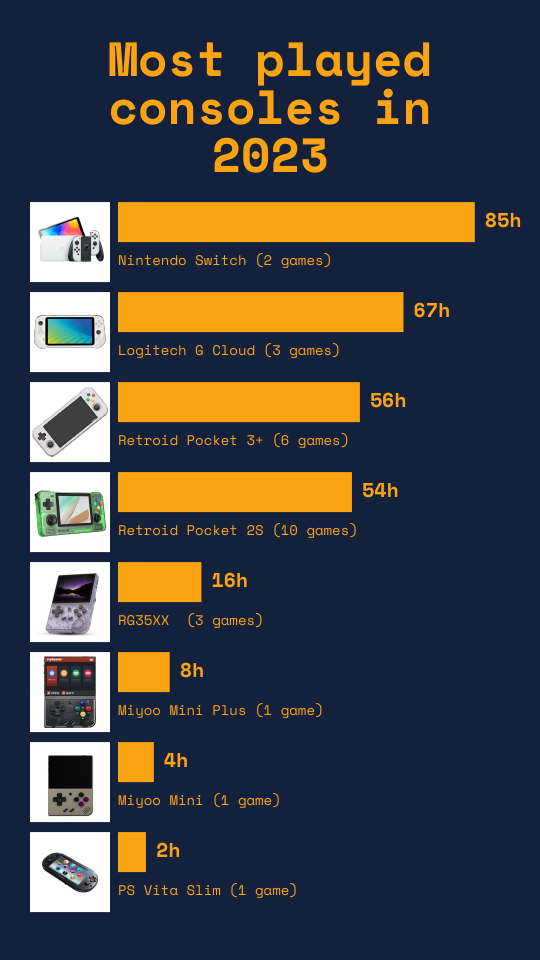 Most played
consoles in
2023
85h
Nintendo Switch (2 games)
67h
Logitech G Cloud (3 games)
56h
Retroid Pocket 3+ (6 games)
54h
Retroid Pocket 2S (10 games)
16h
RG35XX  (3 games)
8h
Miyoo Mini Plus (1 game)
4h
Miyoo Mini (1 game)
2h
PS Vita Slim (1 game)